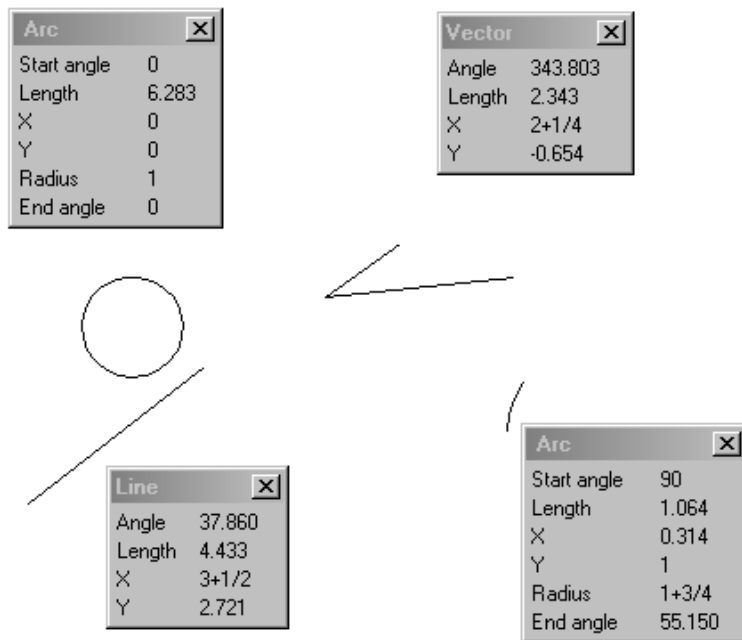 Arc
Start angle 0
Length 6.283
X 0
Y 0
Radius 1
End angle 0
Vector
Angle 343.803
Length 2.343
X 2+1/4
Y -0.654
Line
Angle 37.860
Length 4.433
X 3+1/2
Y 2.721
Arc
Start angle 90
Length 1.064
X 0.314
Y 1
Radius 1+3/4
End angle 55.150